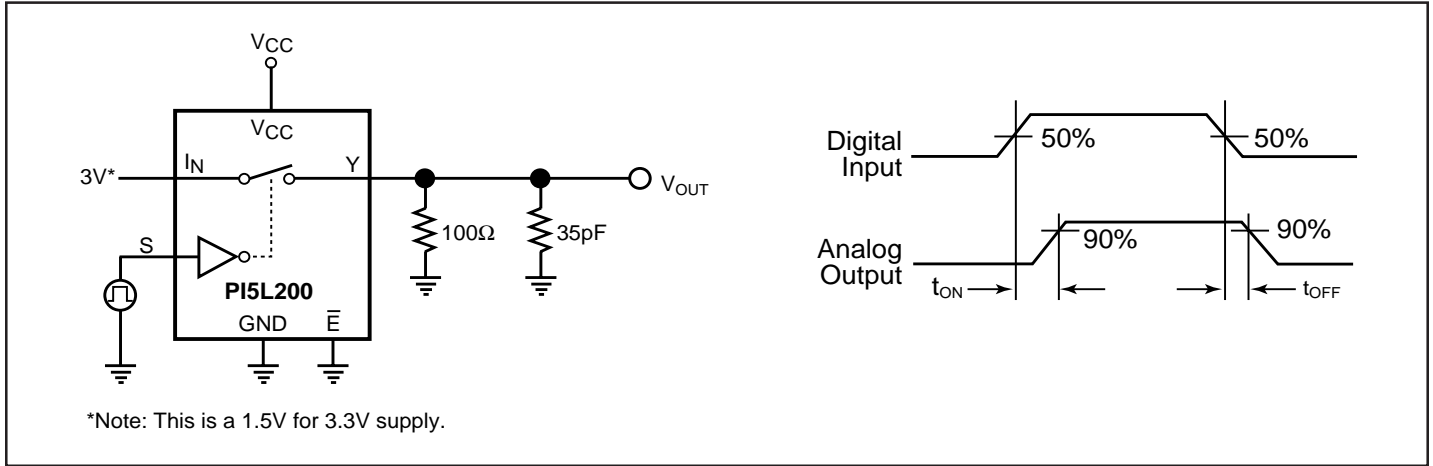 VCC
VCC
IN
3V*
Y
VOUT
100Ω
35pF
S
PI5L200
GND
E̅
*Note: This is a 1.5V for 3.3V supply.
Digital
Input
50%
50%
Analog
Output
90%
90%
tON
tOFF